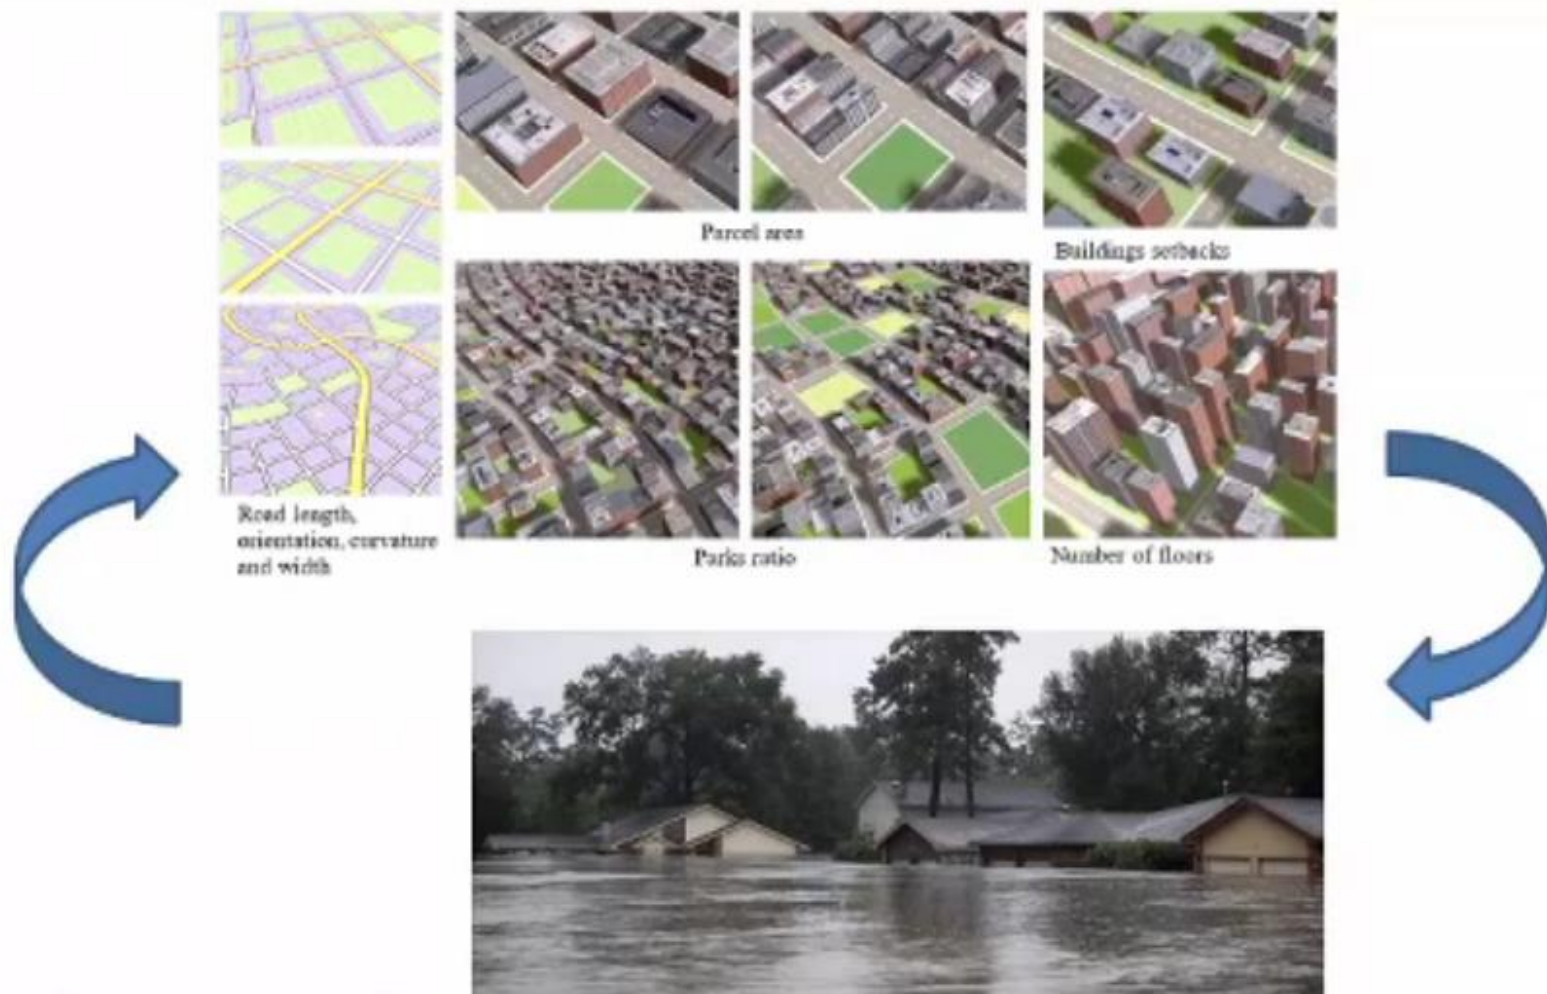 Parcel area
Buildings setbacks
Road length,
orientation, curvature
and width
Parks ratio
Number of floors